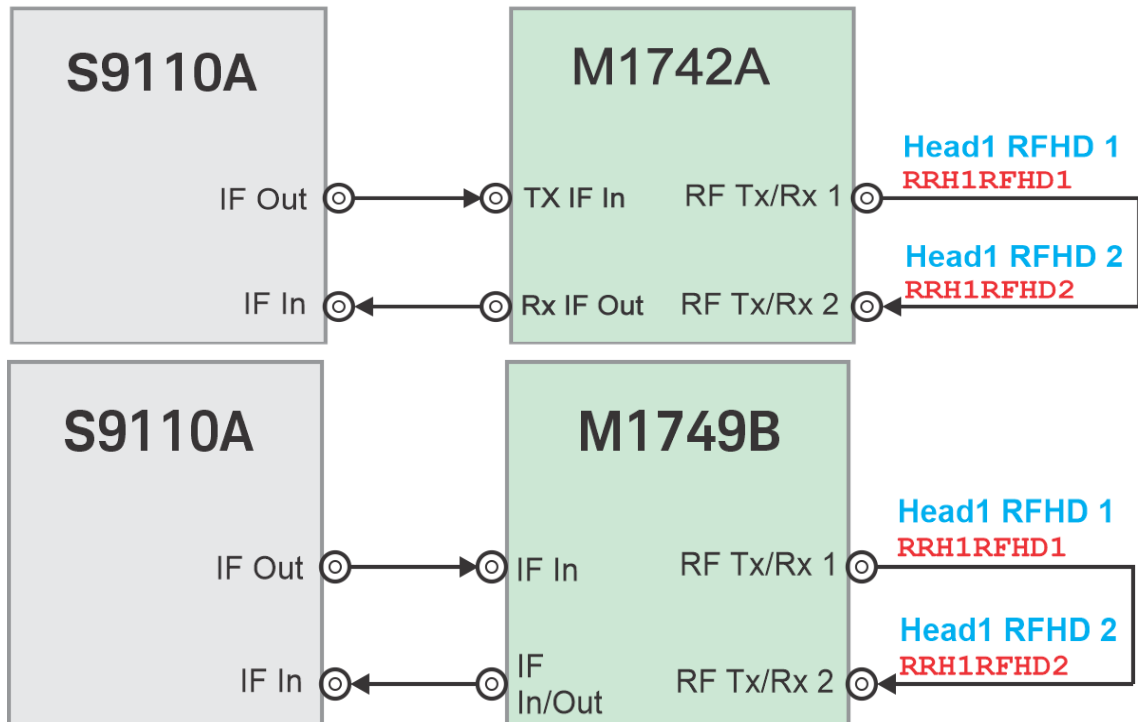 S9110A
M1742A
Head1 RFHD 1
RRH1RFHD1
IF Out
TX IF In
RF Tx/Rx 1
Head1 RFHD 2
RRH1RFHD2
IF In
Rx IF Out
RF Tx/Rx 2
S9110A
M1749B
Head1 RFHD 1
RRH1RFHD1
IF Out
IF In
RF Tx/Rx 1
Head1 RFHD 2
RRH1RFHD2
IF In
IF
In/Out
RF Tx/Rx 2